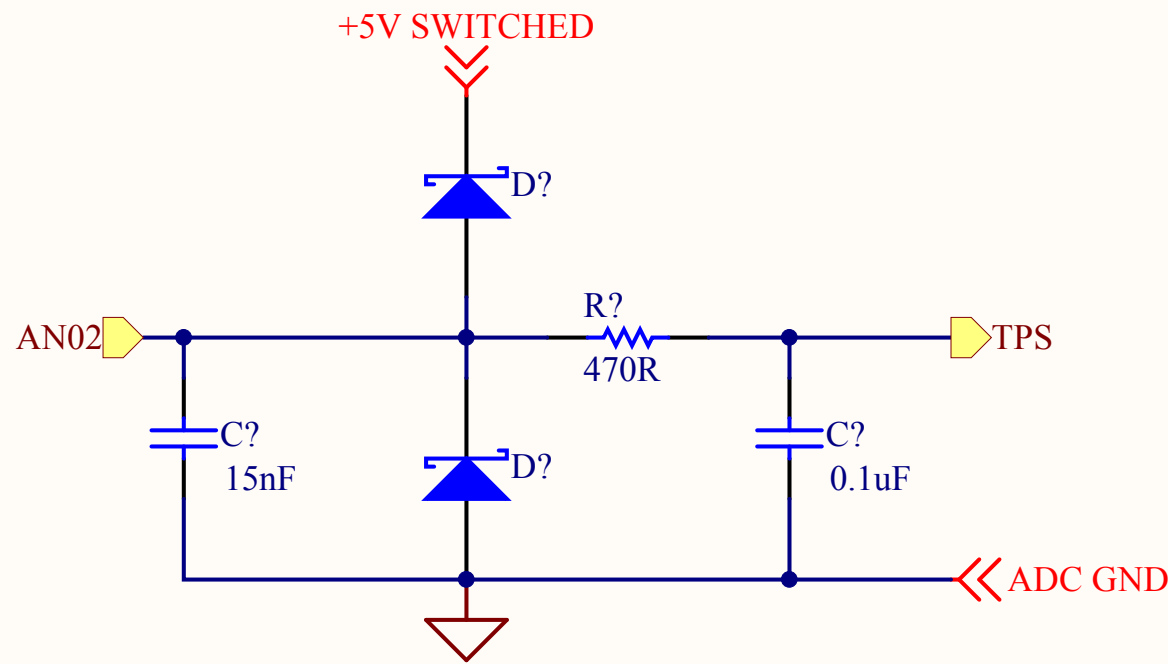 +5V SWITCHED
D?
R?
AN02
TPS
470R
C?
15nF
D?
C?
0.1uF
ADC GND